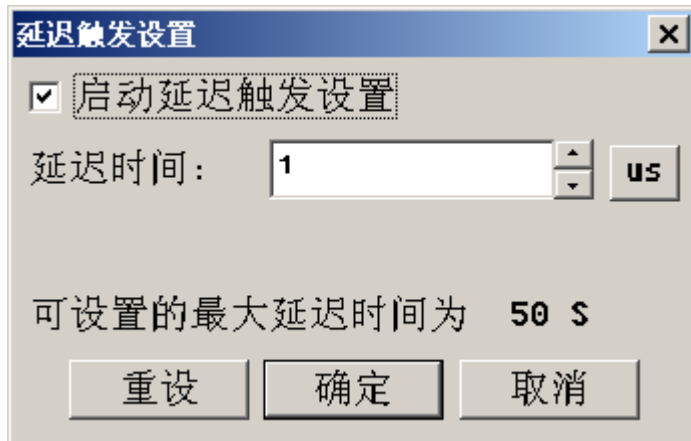 延迟触发设置
启动延迟触发设置
延迟时间: 1 us
可设置的最大延迟时间为 50 S
重设 确定 取消